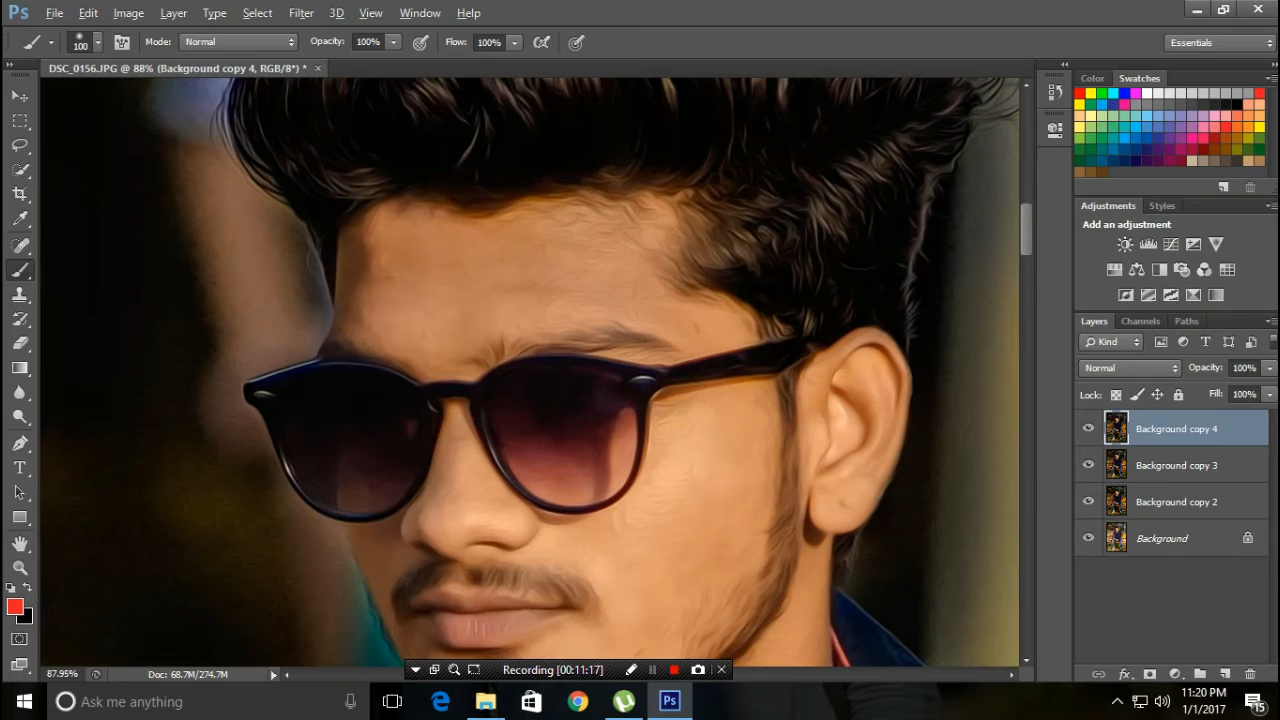 Ps File Edit Image Layer Type Select Filter 3D View Window Help
100 Mode: Normal Opacity: 100% Flow: 100% Essentials
DSC_0156.JPG @ 88% (Background copy 4, RGB/8*) * ×
Color Swatches
Adjustments Styles
Add an adjustment
Layers Channels Paths
Kind
Normal Opacity: 100%
Lock: Fill: 100%
Background copy 4
Background copy 3
Background copy 2
Background
Recording [00:11:17]
87.95% Doc: 68.7M/274.7M
Ask me anything
Ps
11:20 PM
1/1/2017
15